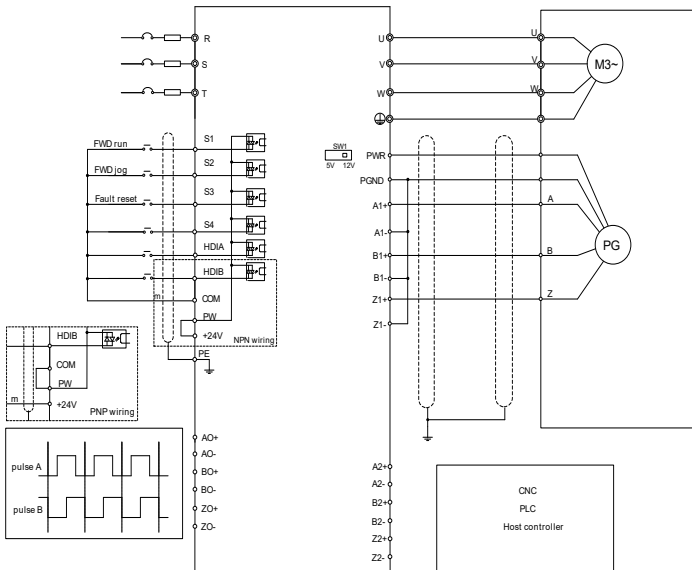 R
S
T
U
V
W
U
V
W
M3~
S1
FWD run
S2
FWD jog
S3
Fault reset
S4
HDIA
HDIB
m
COM
PW
+24V
NPN wiring
PE
SW1
5V 12V
PWR
PGND
A1+
A
A1-
B1+
B
B1-
Z1+
Z
Z1-
PG
HDIB
COM
PW
m
+24V
PNP wiring
pulse A
pulse B
AO+
AO-
BO+
BO-
ZO+
ZO-
A2+
A2-
B2+
B2-
Z2+
Z2-
CNC
PLC
Host controller